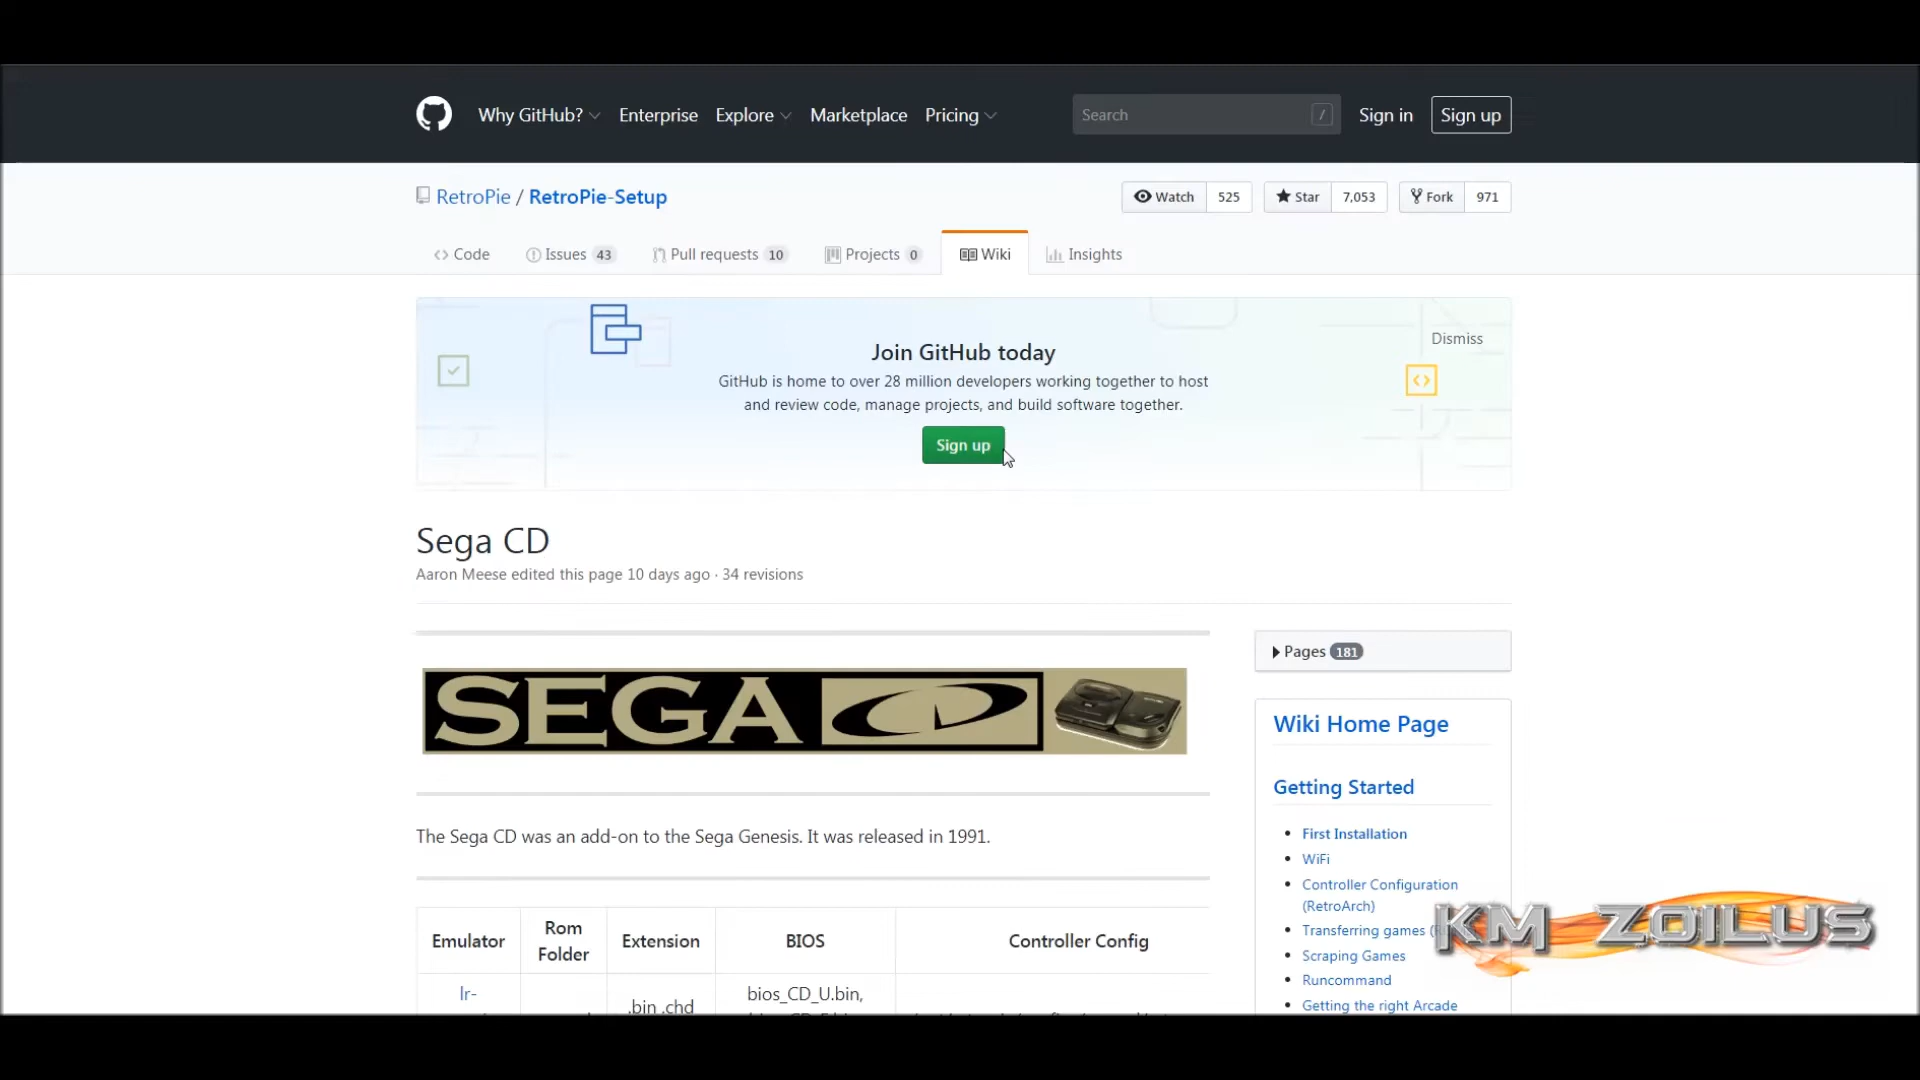 Why GitHub? Enterprise Explore Marketplace Pricing Search / Sign in Sign up
RetroPie / RetroPie-Setup Watch 525 Star 7,053 Fork 971
Code Issues 43 Pull requests 10 Projects 0 Wiki Insights
Join GitHub today
Dismiss
GitHub is home to over 28 million developers working together to host
and review code, manage projects, and build software together.
Sign up
Sega CD
Aaron Meese edited this page 10 days ago · 34 revisions
SEGA CD
The Sega CD was an add-on to the Sega Genesis. It was released in 1991.
Emulator Rom Folder Extension BIOS Controller Config
lr- .bin .chd bios_CD_U.bin,
Pages 181
Wiki Home Page
Getting Started
First Installation
WiFi
Controller Configuration
(RetroArch)
Transferring games
Scraping Games
Runcommand
Getting the right Arcade
KM ZOILUS